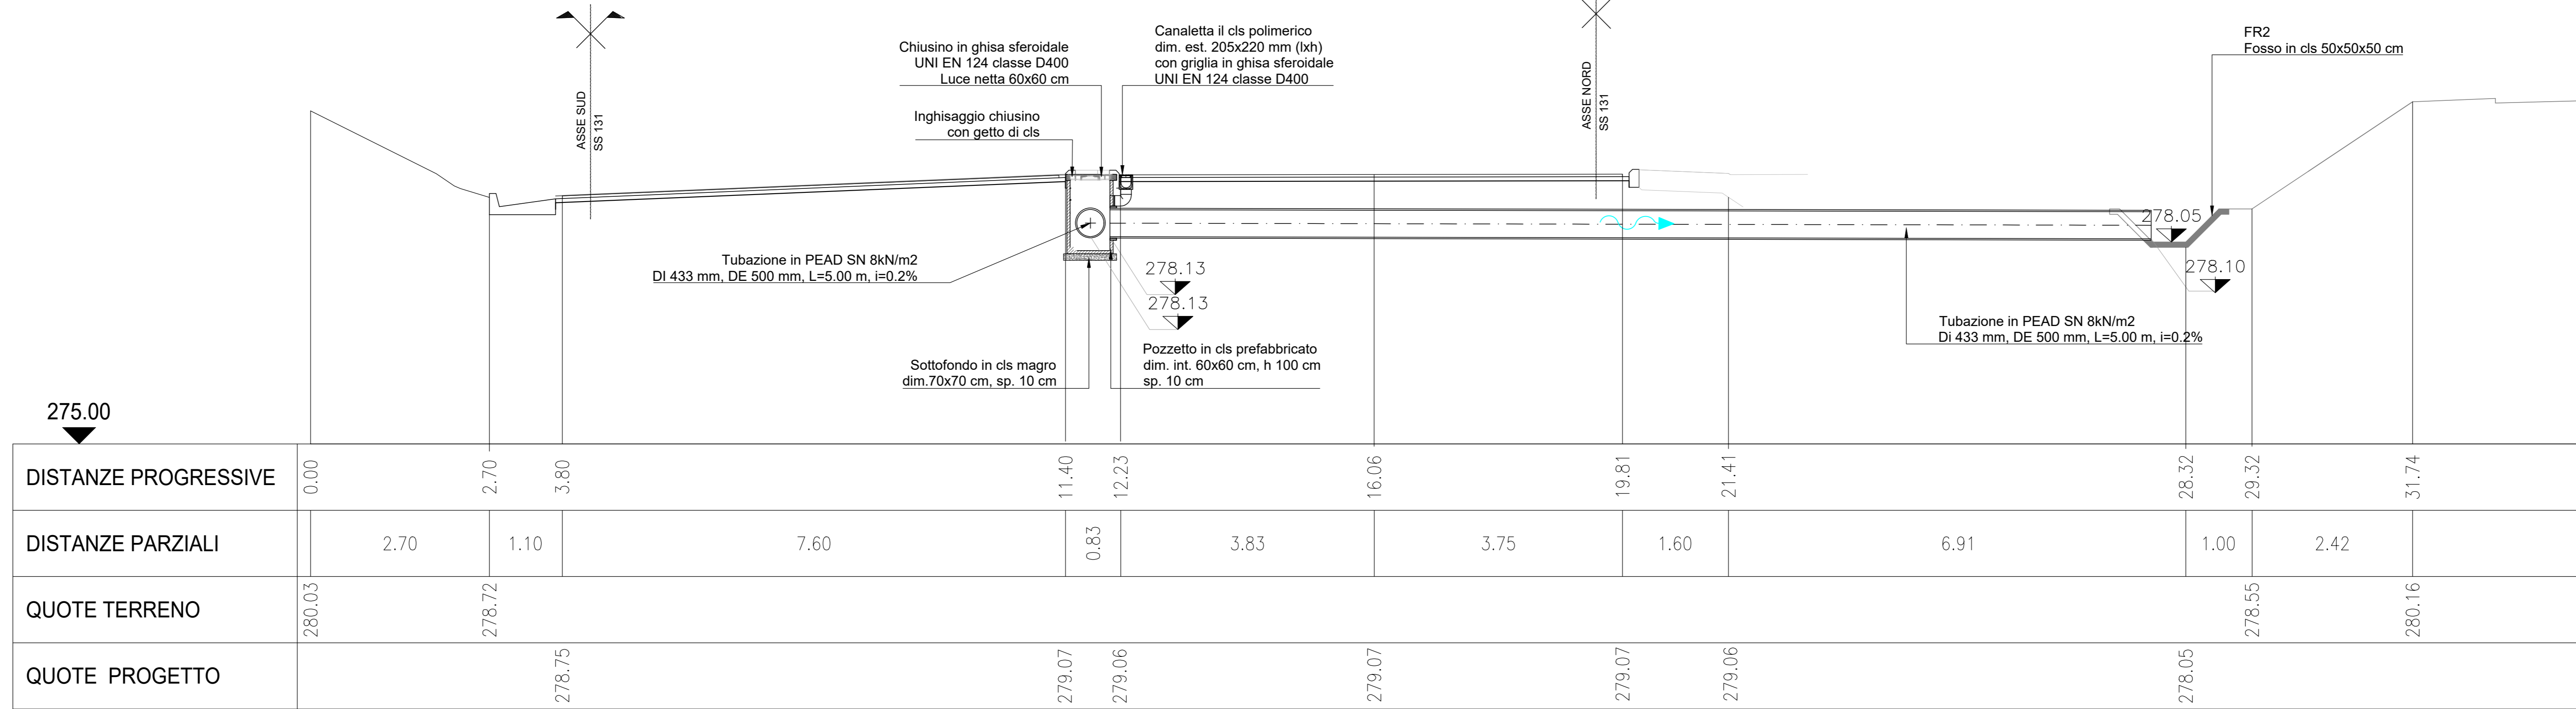 FR2
Fosso in cls 50x50x50 cm
Canaletta il cls polimerico
dim. est. 205x220 mm (lxh)
con griglia in ghisa sferoidale
UNI EN 124 classe D400
Chiusino in ghisa sferoidale
UNI EN 124 classe D400
Luce netta 60x60 cm
Inghisaggio chiusino
con getto di cls
ASSE SUD
SS 131
ASSE NORD
SS 131
278.05
278.10
278.13
278.13
Tubazione in PEAD SN 8kN/m2
DI 433 mm, DE 500 mm, L=5.00 m, i=0.2%
Tubazione in PEAD SN 8kN/m2
Di 433 mm, DE 500 mm, L=5.00 m, i=0.2%
Sottofondo in cls magro
dim.70x70 cm, sp. 10 cm
Pozzetto in cls prefabbricato
dim. int. 60x60 cm, h 100 cm
sp. 10 cm
275.00
DISTANZE PROGRESSIVE 0.00 2.70 3.80 11.40 12.23 16.06 19.81 21.41 28.32 29.32 31.74
DISTANZE PARZIALI 2.70 1.10 7.60 0.83 3.83 3.75 1.60 6.91 1.00 2.42
QUOTE TERRENO 280.03 278.72 278.55 280.16
QUOTE PROGETTO 278.75 279.07 279.06 279.07 279.07 279.06 278.05